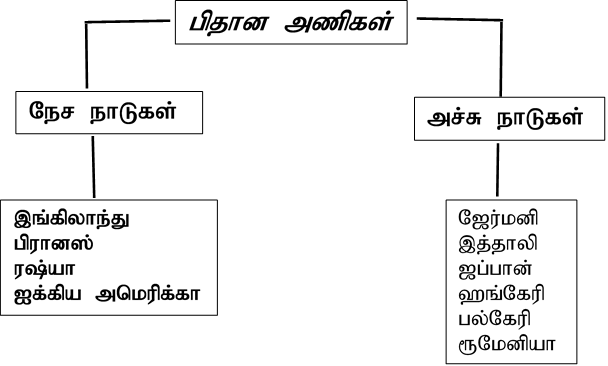 பிதான அணிகள்
நேச நாடுகள்
அச்சு நாடுகள்
இங்கிலாந்து
பிரானஸ்
ரஷ்யா
ஐக்கிய அமெரிக்கா
ஜேர்மனி
இத்தாலி
ஜப்பான்
ஹங்கேரி
பல்கேரி
ரூமேனியா